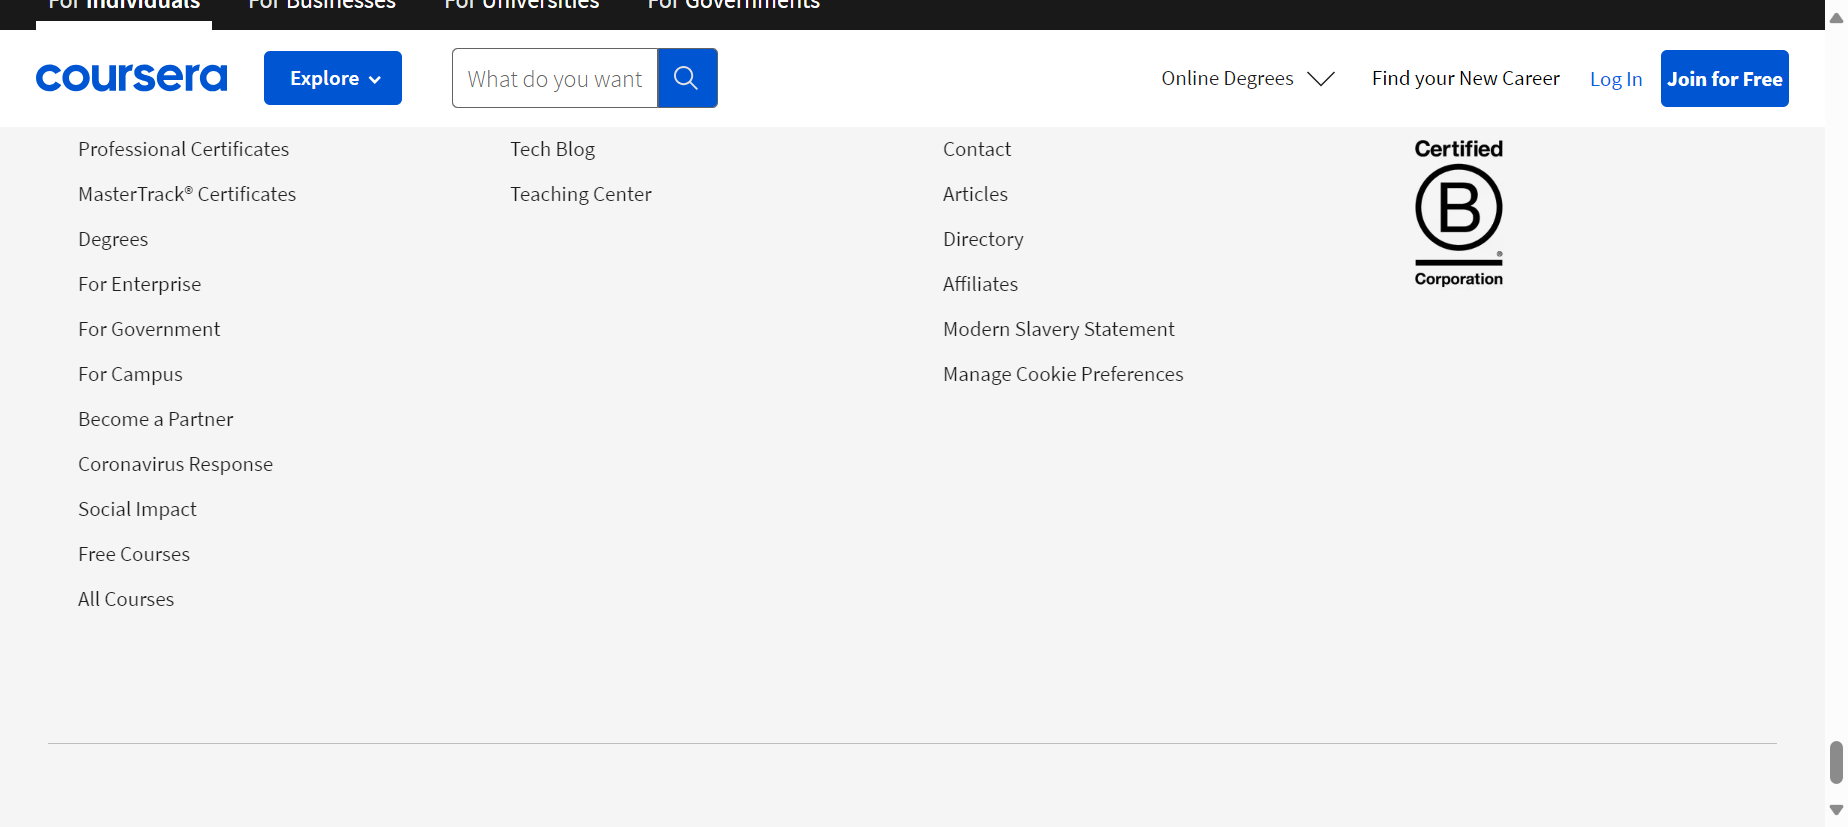 For Individuals For Businesses For Universities For Governments
coursera Explore What do you want Online Degrees Find your New Career Log In Join for Free
Professional Certificates
MasterTrack® Certificates
Degrees
For Enterprise
For Government
For Campus
Become a Partner
Coronavirus Response
Social Impact
Free Courses
All Courses
Tech Blog
Teaching Center
Contact
Articles
Directory
Affiliates
Modern Slavery Statement
Manage Cookie Preferences
Certified
B
®
Corporation